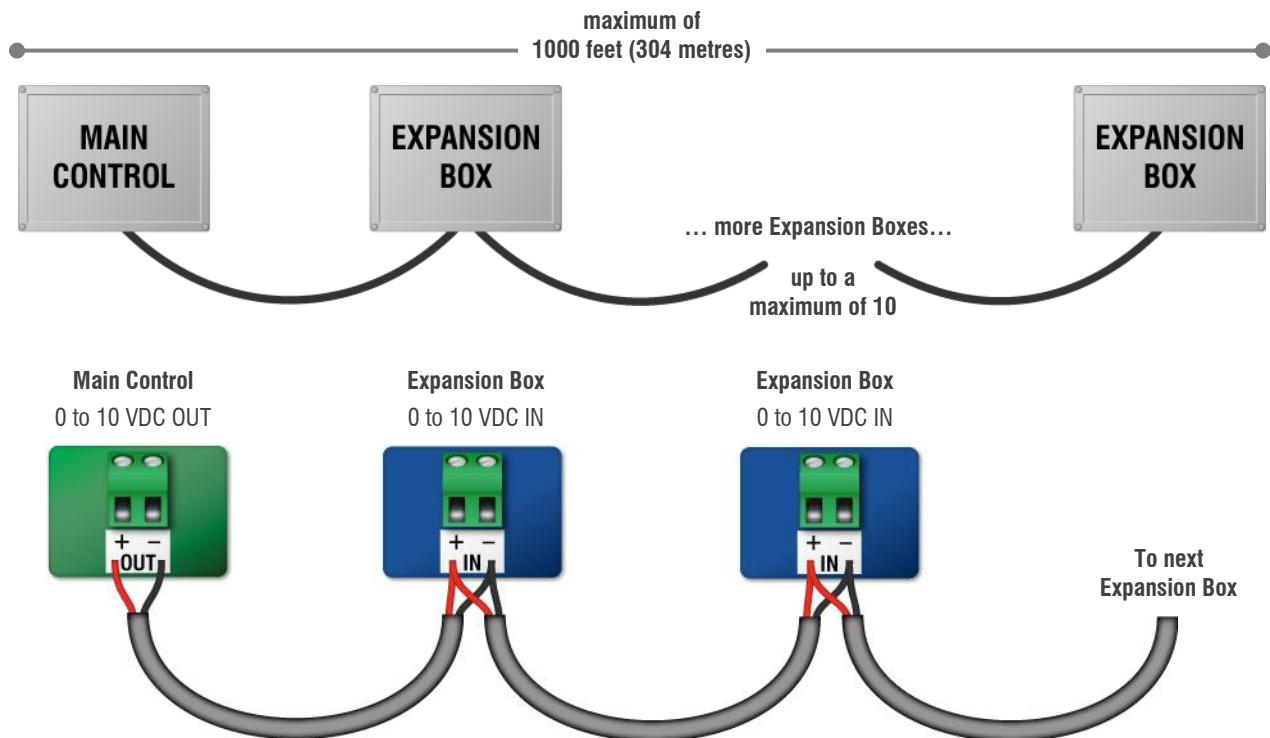 maximum of
1000 feet (304 metres)
MAIN
CONTROL
EXPANSION
BOX
EXPANSION
BOX
… more Expansion Boxes…
up to a
maximum of 10
Main Control
0 to 10 VDC OUT
Expansion Box
0 to 10 VDC IN
Expansion Box
0 to 10 VDC IN
+ −
OUT
+ −
IN
+ −
IN
To next
Expansion Box